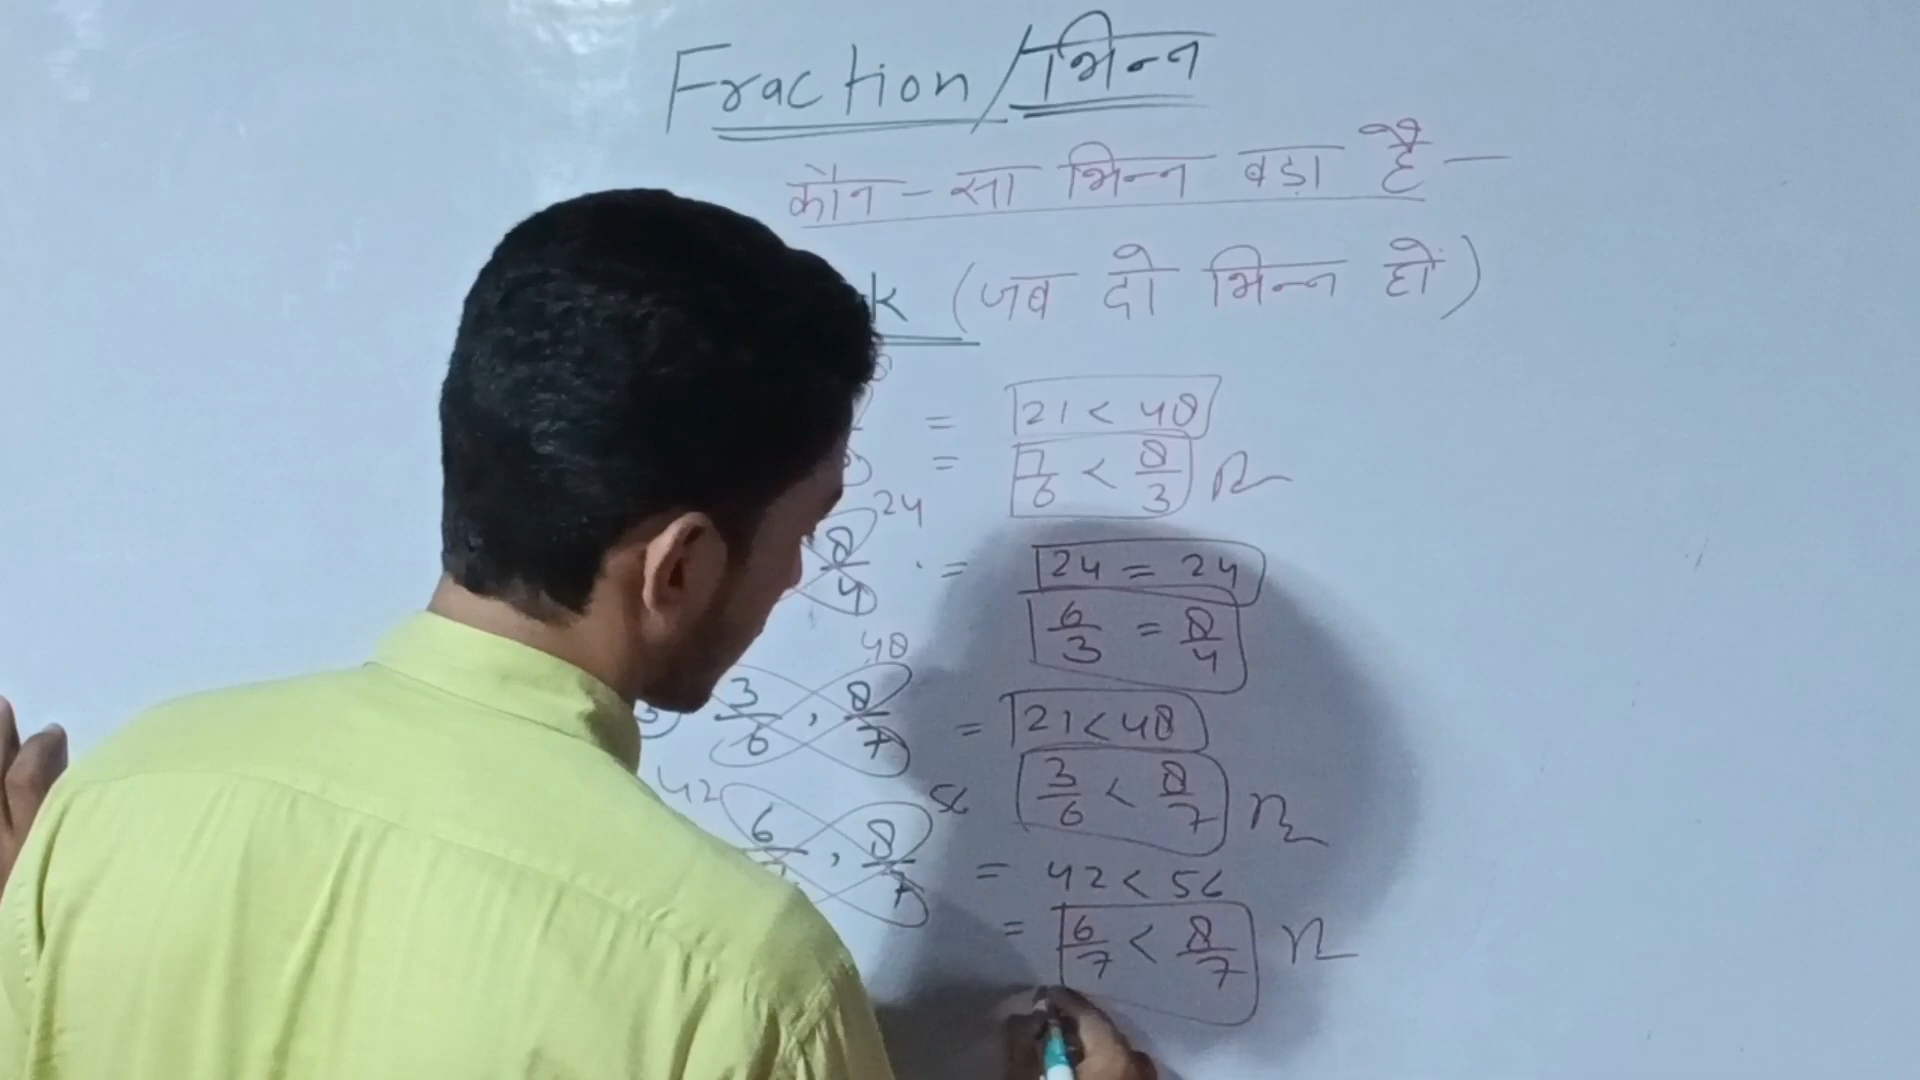 Fraction/भिन्न
कौन-सा भिन्न बड़ा है—
(जब दो भिन्न हो)
= 21 < 48
= 7/6 < 8/3
24
8/4 = 24 = 24
6/3 = 8/4
48
3/6 , 8/7 = 21 < 48
3/6 < 8/7
42 56
6/7 , 8/7 = 42 < 56
= 6/7 < 8/7